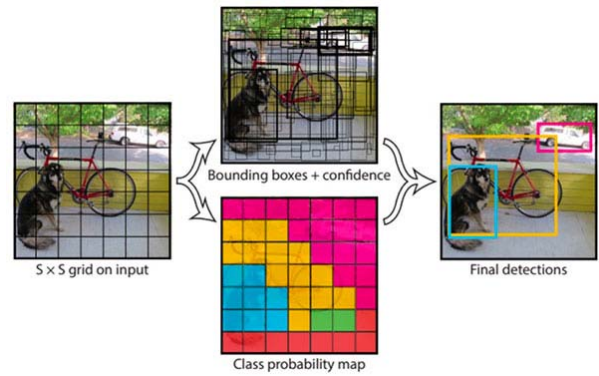 Bounding boxes + confidence
S × S grid on input
Final detections
Class probability map